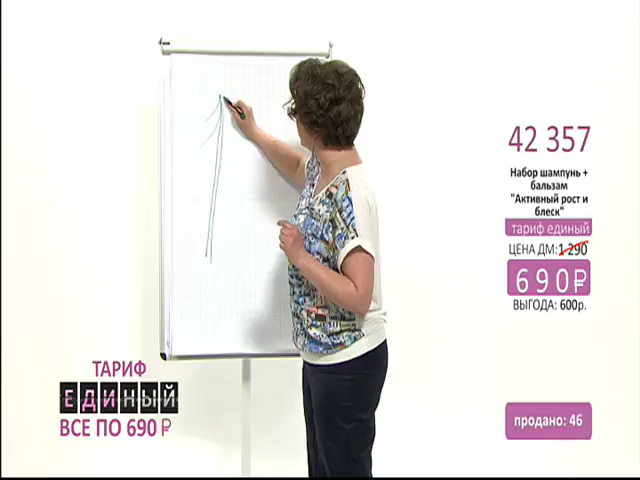 42 357
Набор шампунь +
бальзам
"Активный рост и
блеск"
тариф единый
ЦЕНА ДМ: 1 290
690₽
ВЫГОДА: 600р.
ТАРИФ
ЕДИНЫЙ
ВСЕ ПО 690 ₽
продано: 46